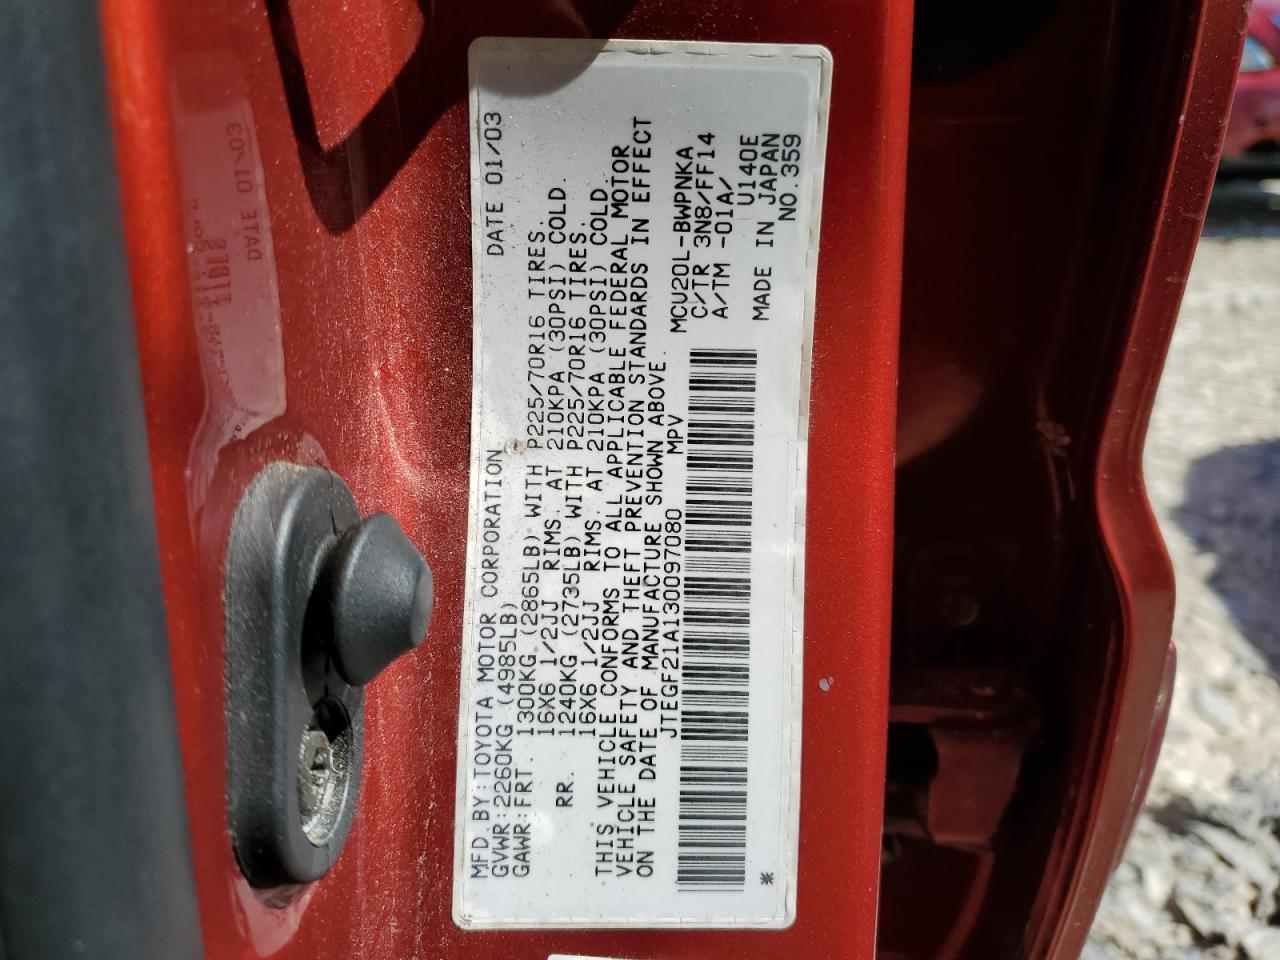 MFD.BY:TOYOTA MOTOR CORPORATION DATE 01/03
GVWR:2260KG (4985LB)
GAWR:FRT. 1300KG (2865LB) WITH P225/70R16 TIRES.
16X6 1/2JJ RIMS. AT 210KPA (30PSI) COLD.
RR. 1240KG (2735LB) WITH P225/70R16 TIRES.
16X6 1/2JJ RIMS. AT 210KPA (30PSI) COLD.
THIS VEHICLE CONFORMS TO ALL APPLICABLE FEDERAL MOTOR
VEHICLE SAFETY AND THEFT PREVENTION STANDARDS IN EFFECT
ON THE DATE OF MANUFACTURE SHOWN ABOVE.
JTEGF21A130097080 MPV
MCU20L-BWPNKA
C/TR 3N8/FF14
A/TM -01A/
U140E
MADE IN JAPAN
NO.359
*
DATE 01/03